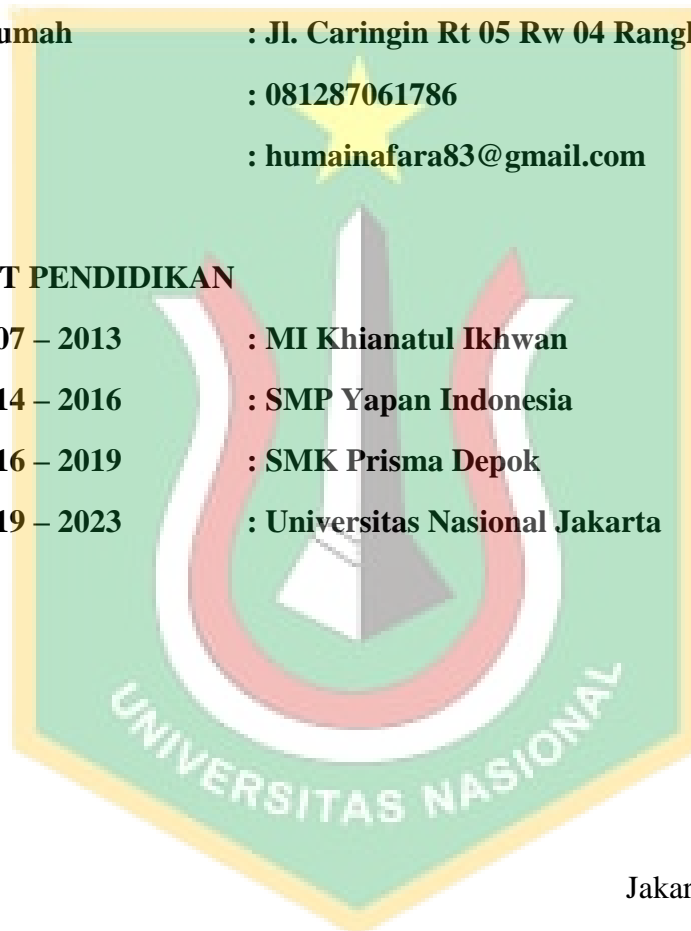 umah : Jl. Caringin Rt 05 Rw 04 Rang
: 081287061786
: humainafara83@gmail.com
T PENDIDIKAN
07 – 2013 : MI Khianatul Ikhwan
14 – 2016 : SMP Yapan Indonesia
16 – 2019 : SMK Prisma Depok
19 – 2023 : Universitas Nasional Jakarta
UNIVERSITAS NASIONAL
Jakar